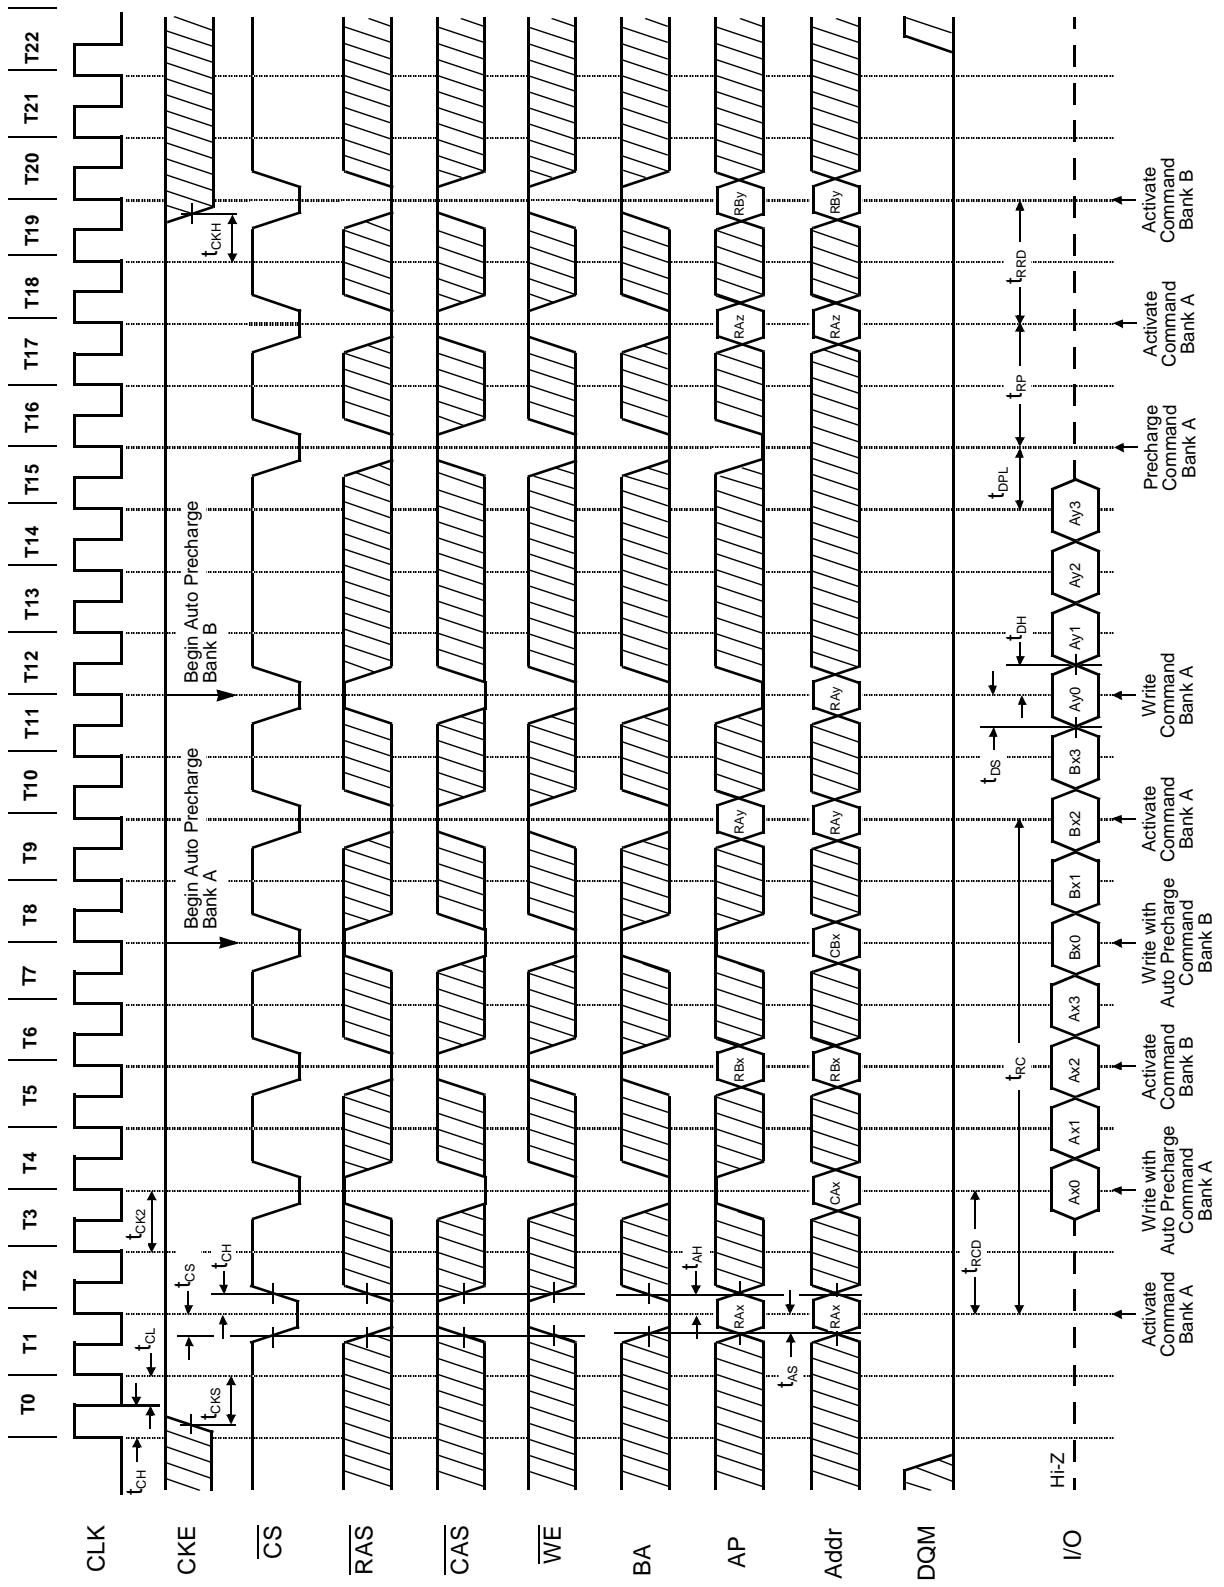 T0 T1 T2 T3 T4 T5 T6 T7 T8 T9 T10 T11 T12 T13 T14 T15 T16 T17 T18 T19 T20 T21 T22
CLK
tCH tCL tCK2
CKE
tCKS tCS tCH
Begin Auto Precharge
Bank A
Begin Auto Precharge
Bank B
tCKH
CS
RAS
CAS
WE
BA
tAH
AP
RAx RBx RAy RAz RBy
tAS
Addr
RAx CAx RBx CBx RAy RAy RAz RBy
DQM
tRCD tDS
tRC tDH tDPL tRP tRRD
I/O
Hi-Z
Ax0 Ax1 Ax2 Ax3 Bx0 Bx1 Bx2 Bx3 Ay0 Ay1 Ay2 Ay3
Activate
Command
Bank A
Write with
Auto Precharge
Command
Bank A
Activate
Command
Bank B
Write with
Auto Precharge
Command
Bank B
Activate
Command
Bank A
Write
Command
Bank A
Precharge
Command
Bank A
Activate
Command
Bank A
Activate
Command
Bank B